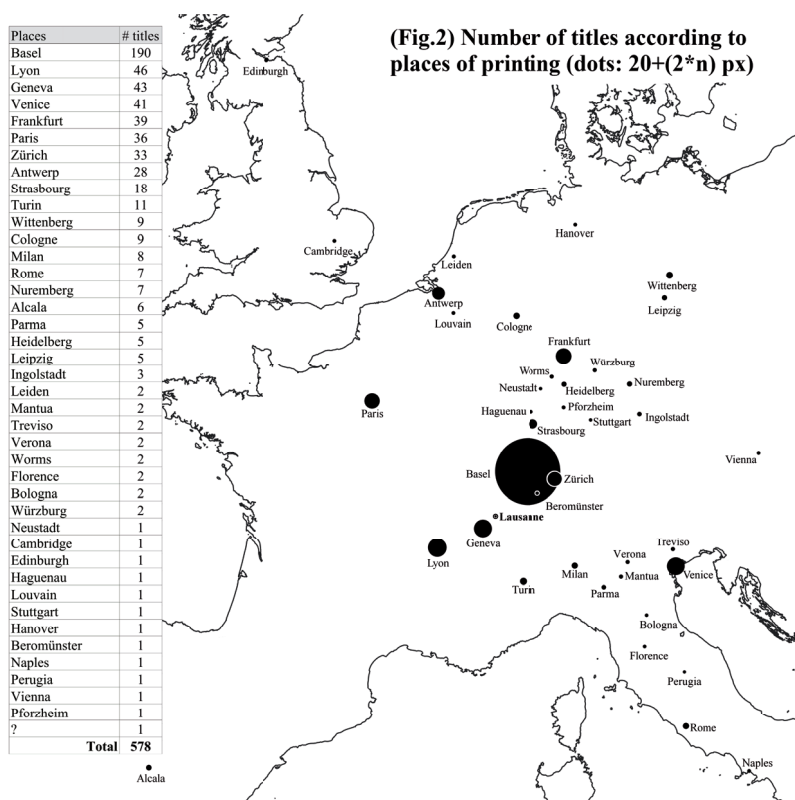 Places # titles
Basel 190
Lyon 46
Geneva 43
Venice 41
Frankfurt 39
Paris 36
Zürich 33
Antwerp 28
Strasbourg 18
Turin 11
Wittenberg 9
Cologne 9
Milan 8
Rome 7
Nuremberg 7
Alcala 6
Parma 5
Heidelberg 5
Leipzig 5
Ingolstadt 3
Leiden 2
Mantua 2
Treviso 2
Verona 2
Worms 2
Florence 2
Bologna 2
Würzburg 2
Neustadt 1
Cambridge 1
Edinburgh 1
Haguenau 1
Louvain 1
Stuttgart 1
Hanover 1
Beromünster 1
Naples 1
Perugia 1
Vienna 1
Pforzheim 1
? 1
Total 578
(Fig.2) Number of titles according to
places of printing (dots: 20+(2*n) px)
Edinburgh
Hanover
Cambridge
Leiden
Wittenberg
Antwerp
Leipzig
Louvain
Cologne
Frankfurt
Würzburg
Worms
Neustadt
Heidelberg
Nuremberg
Paris
Haguenau
Pforzheim
Ingolstadt
Stuttgart
Strasbourg
Vienna
Basel
Zürich
Beromünster
Lausanne
Geneva
Treviso
Lyon
Verona
Milan
Mantua
Venice
Turin
Parma
Bologna
Florence
Perugia
Rome
Naples
Alcala